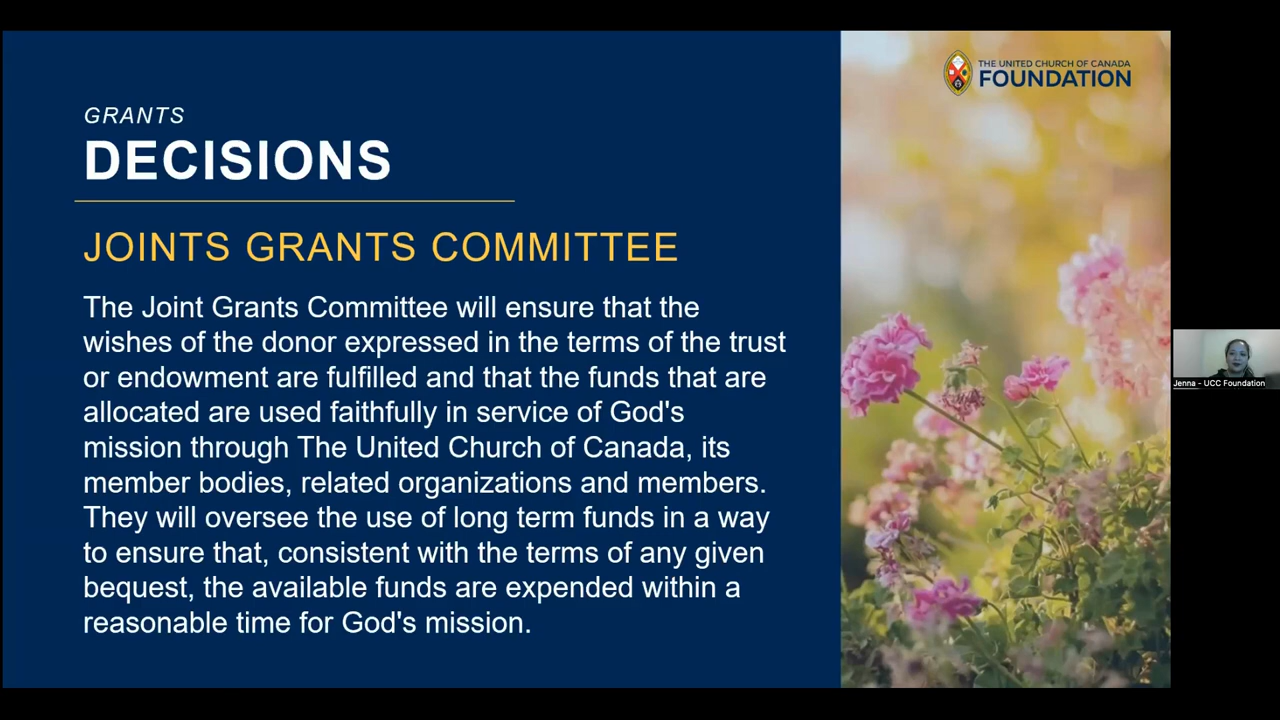 THE UNITED CHURCH OF CANADA
FOUNDATION
GRANTS
DECISIONS
JOINTS GRANTS COMMITTEE
The Joint Grants Committee will ensure that the
wishes of the donor expressed in the terms of the trust
or endowment are fulfilled and that the funds that are
allocated are used faithfully in service of God's
mission through The United Church of Canada, its
member bodies, related organizations and members.
They will oversee the use of long term funds in a way
to ensure that, consistent with the terms of any given
bequest, the available funds are expended within a
reasonable time for God's mission.
Jenna - UCC Foundation